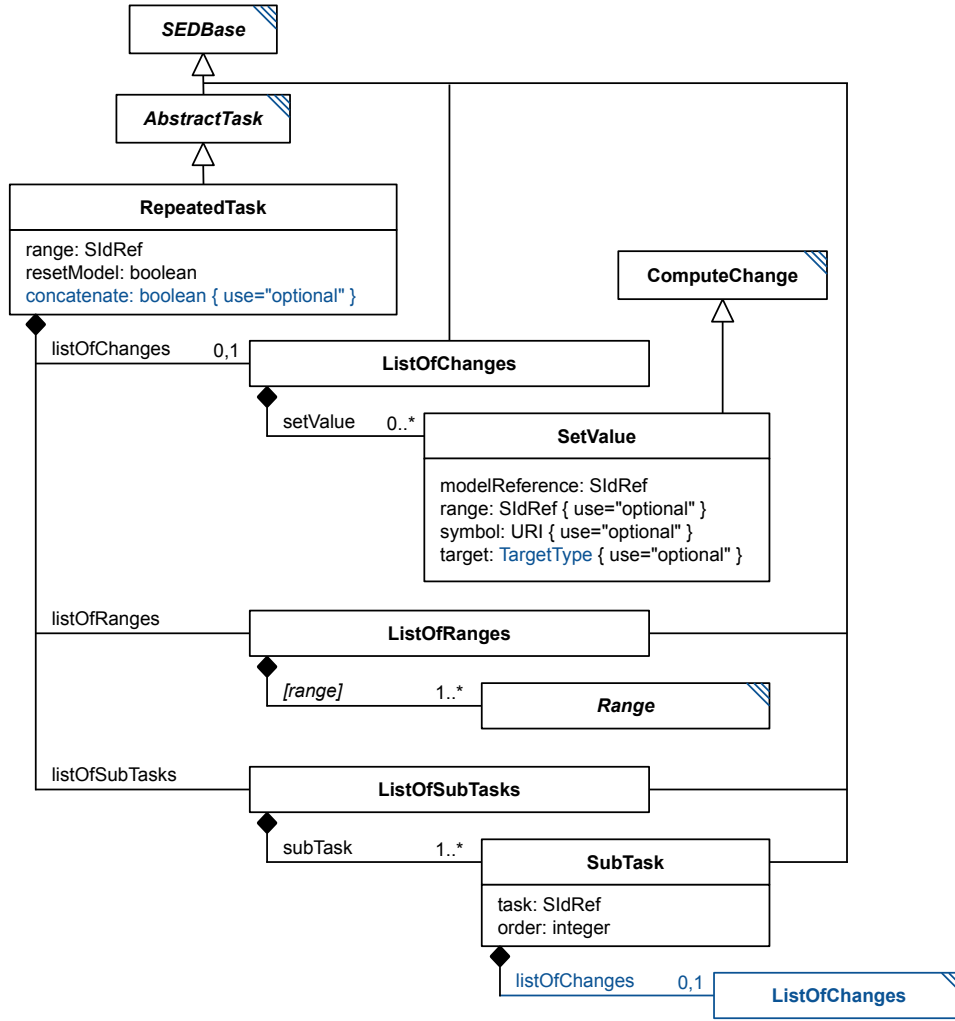 SEDBase
AbstractTask
RepeatedTask
range: SIdRef
resetModel: boolean
concatenate: boolean { use="optional" }
ComputeChange
listOfChanges 0,1
ListOfChanges
setValue 0..*
SetValue
modelReference: SIdRef
range: SIdRef { use="optional" }
symbol: URI { use="optional" }
target: TargetType { use="optional" }
listOfRanges
ListOfRanges
[range] 1..*
Range
listOfSubTasks
ListOfSubTasks
subTask 1..*
SubTask
task: SIdRef
order: integer
listOfChanges 0,1
ListOfChanges